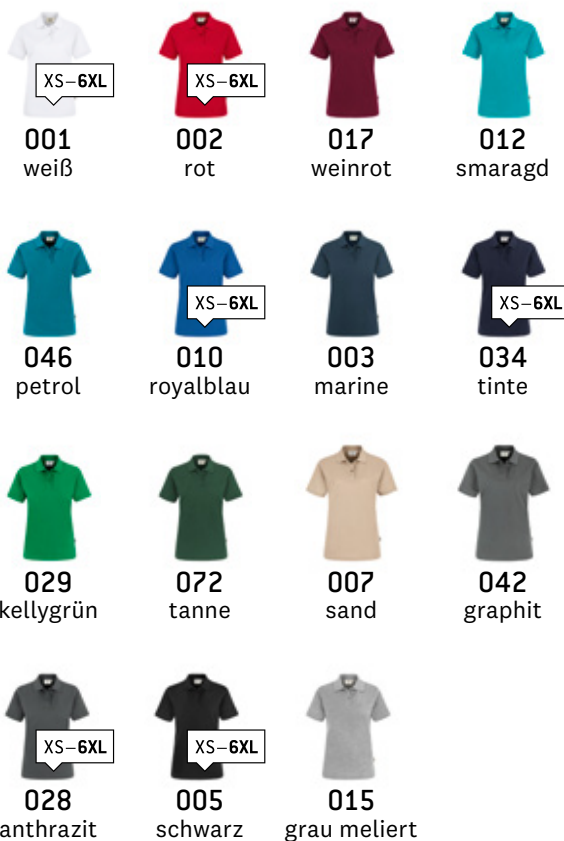 XS–6XL
001
weiß
XS–6XL
002
rot
017
weinrot
012
smaragd
046
petrol
XS–6XL
010
royalblau
003
marine
XS–6XL
034
tinte
029
kellygrün
072
tanne
007
sand
042
graphit
XS–6XL
028
anthrazit
XS–6XL
005
schwarz
015
grau meliert